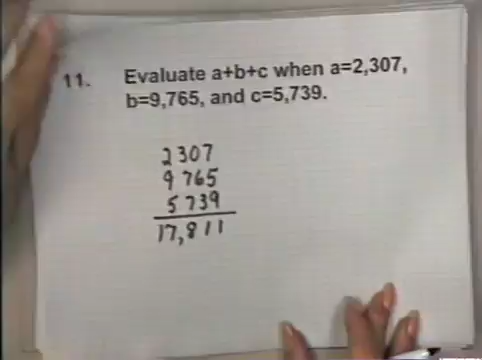 11. Evaluate a+b+c when a=2,307,
b=9,765, and c=5,739.
2307
9765
5739
17,811